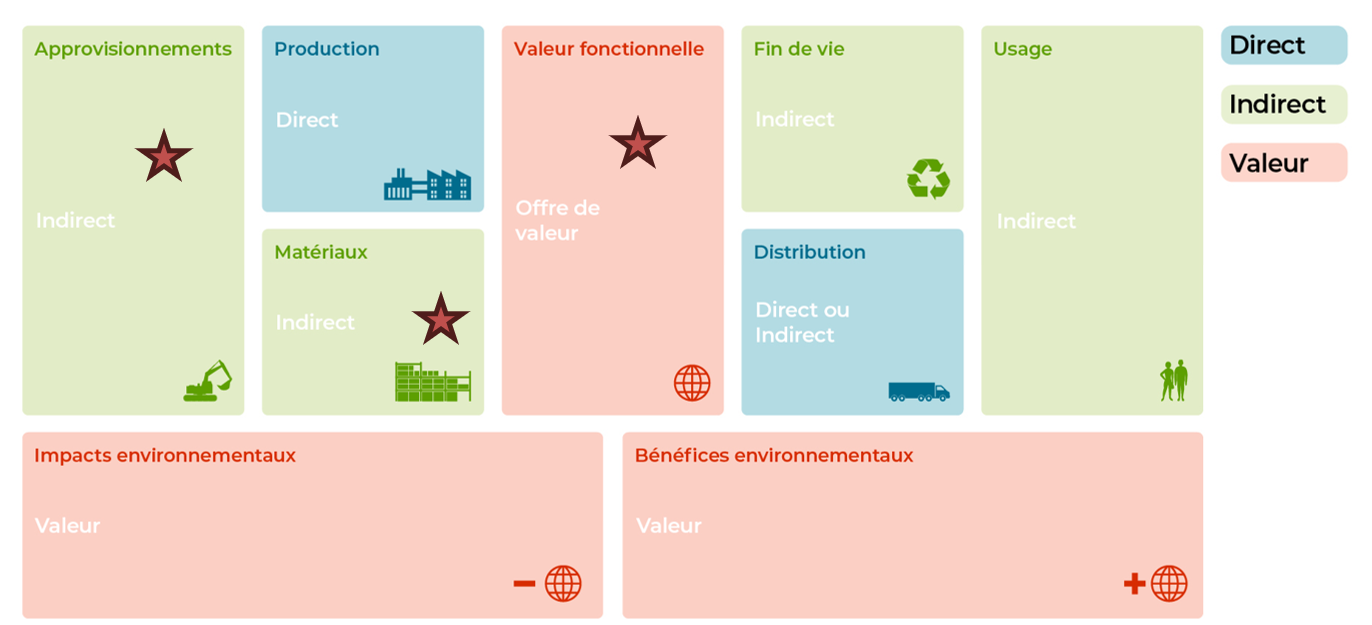 Approvisionnements
Indirect
Production
Direct
Matériaux
Indirect
Valeur fonctionnelle
Offre de
valeur
Fin de vie
Indirect
Distribution
Direct ou
Indirect
Usage
Indirect
Direct
Indirect
Valeur
Impacts environnementaux
Valeur
Bénéfices environnementaux
Valeur